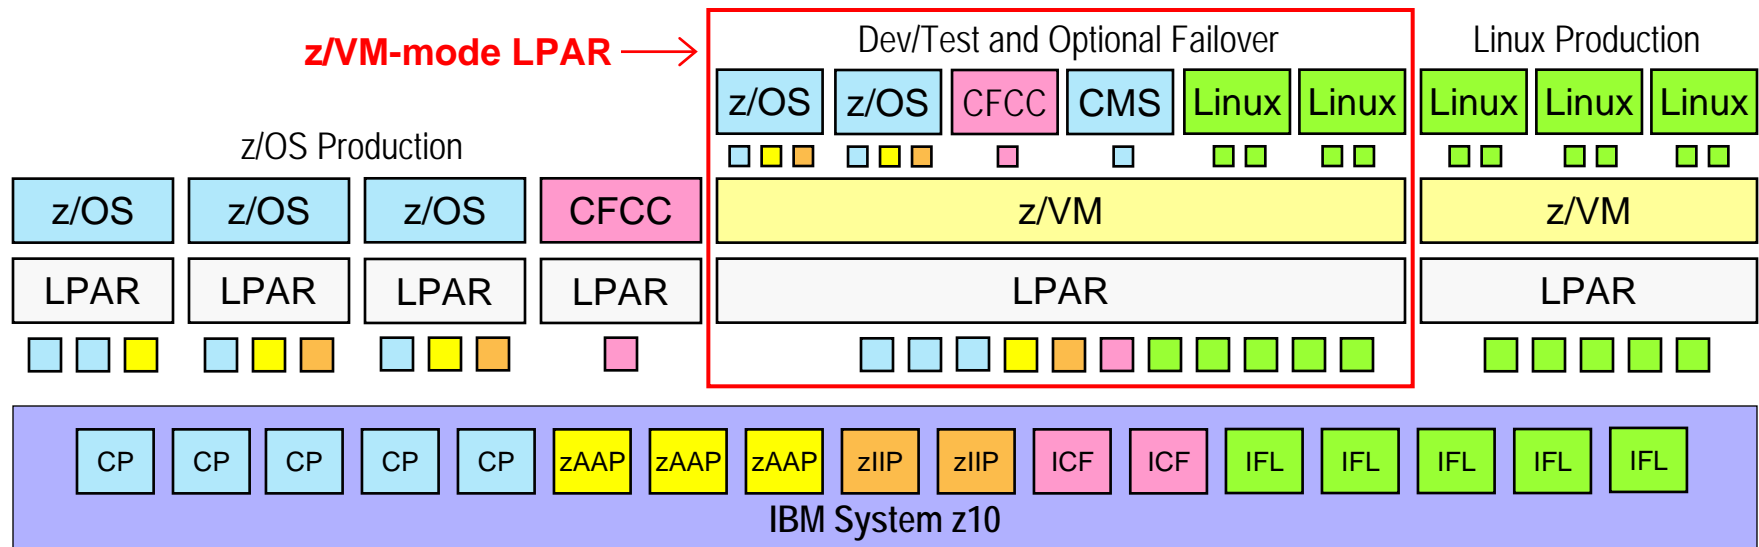 z/VM-mode LPAR
Dev/Test and Optional Failover
Linux Production
z/OS z/OS CFCC CMS Linux Linux Linux Linux Linux
z/OS Production
z/OS z/OS z/OS CFCC z/VM z/VM
LPAR LPAR LPAR LPAR LPAR LPAR
CP CP CP CP CP zAAP zAAP zAAP zIIP zIIP ICF ICF IFL IFL IFL IFL IFL
IBM System z10